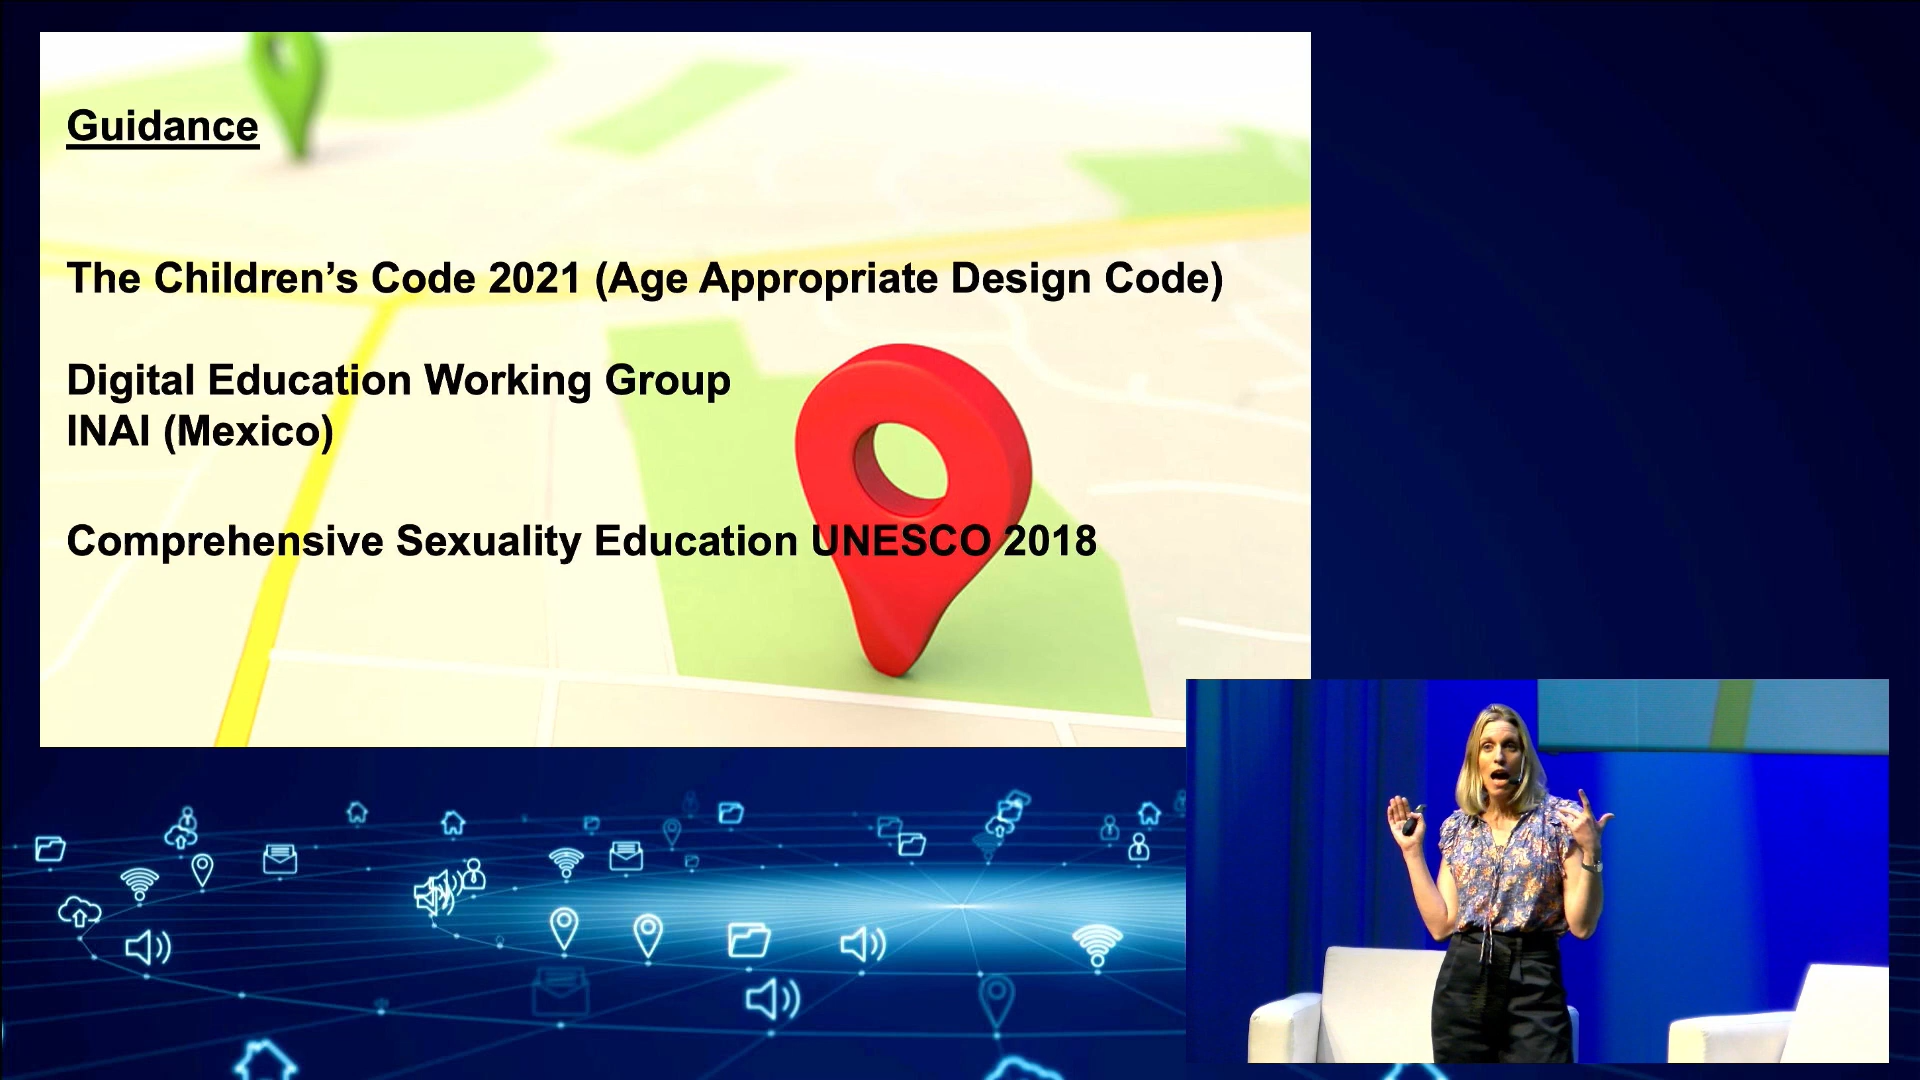 Guidance
The Children’s Code 2021 (Age Appropriate Design Code)
Digital Education Working Group
INAI (Mexico)
Comprehensive Sexuality Education UNESCO 2018